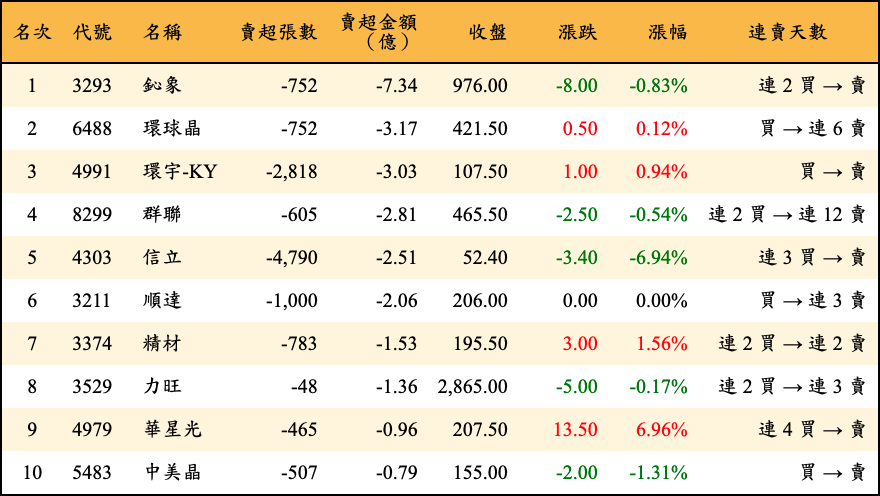 名次 代號 名稱 賣超張數 賣超金額（億） 收盤 漲跌 漲幅 連賣天數
1 3293 鈊象 -752 -7.34 976.00 -8.00 -0.83% 連 2 買 → 賣
2 6488 環球晶 -752 -3.17 421.50 0.50 0.12% 買 → 連 6 賣
3 4991 環宇-KY -2,818 -3.03 107.50 1.00 0.94% 買 → 賣
4 8299 群聯 -605 -2.81 465.50 -2.50 -0.54% 連 2 買 → 連 12 賣
5 4303 信立 -4,790 -2.51 52.40 -3.40 -6.94% 連 3 買 → 賣
6 3211 順達 -1,000 -2.06 206.00 0.00 0.00% 買 → 連 3 賣
7 3374 精材 -783 -1.53 195.50 3.00 1.56% 連 2 買 → 連 2 賣
8 3529 力旺 -48 -1.36 2,865.00 -5.00 -0.17% 連 2 買 → 連 3 賣
9 4979 華星光 -465 -0.96 207.50 13.50 6.96% 連 4 買 → 賣
10 5483 中美晶 -507 -0.79 155.00 -2.00 -1.31% 買 → 賣